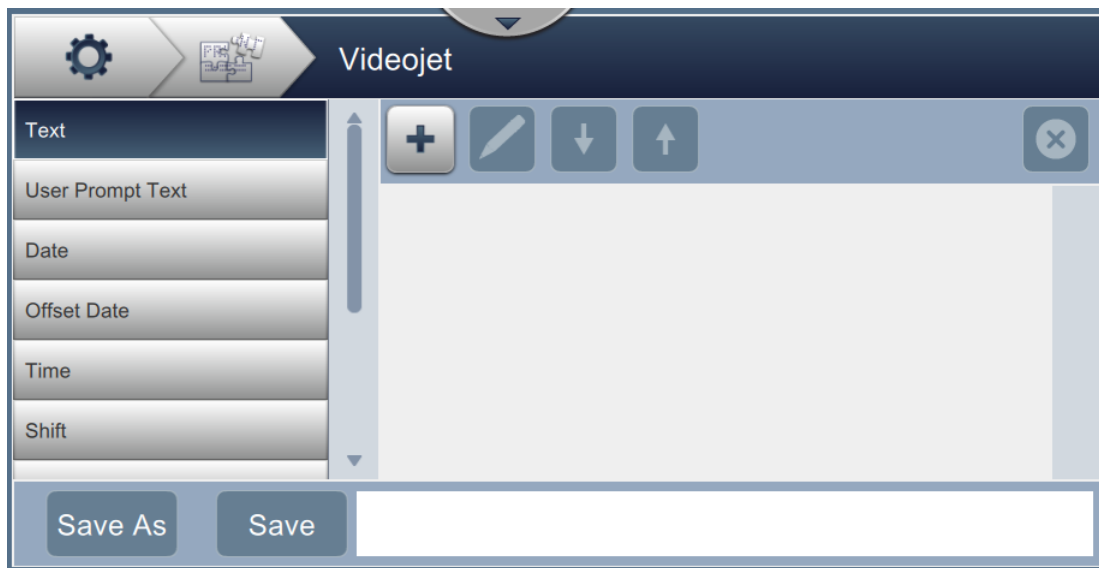 Videojet
Text
User Prompt Text
Date
Offset Date
Time
Shift
Save As
Save